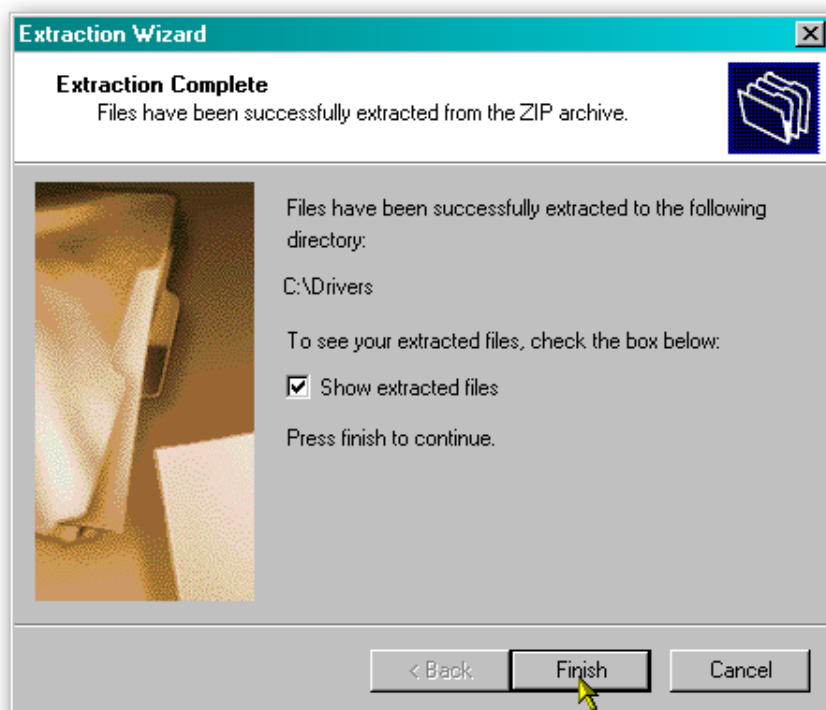 Extraction Wizard
Extraction Complete
Files have been successfully extracted from the ZIP archive.
Files have been successfully extracted to the following
directory:
C:\Drivers
To see your extracted files, check the box below:
Show extracted files
Press finish to continue.
< Back
Finish
Cancel